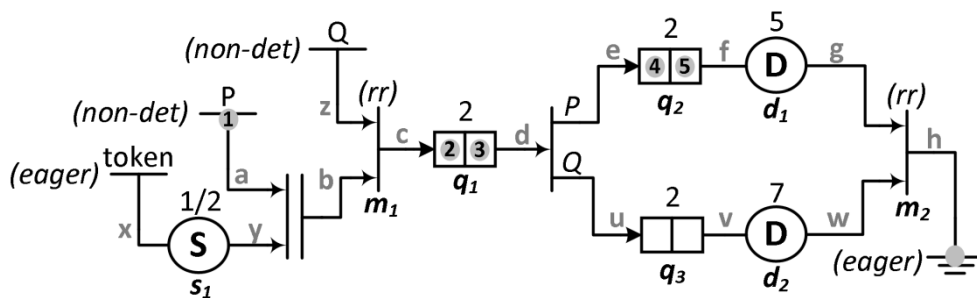 (non-det) Q
(non-det) P
1
(eager) token
x
1/2
S
s1
y
a
b
z
(rr)
m1
c
2
2 3
q1
d
P
Q
e
2
4 5
q2
f
5
D
d1
g
u
2
q3
v
7
D
d2
w
(rr)
m2
h
(eager)